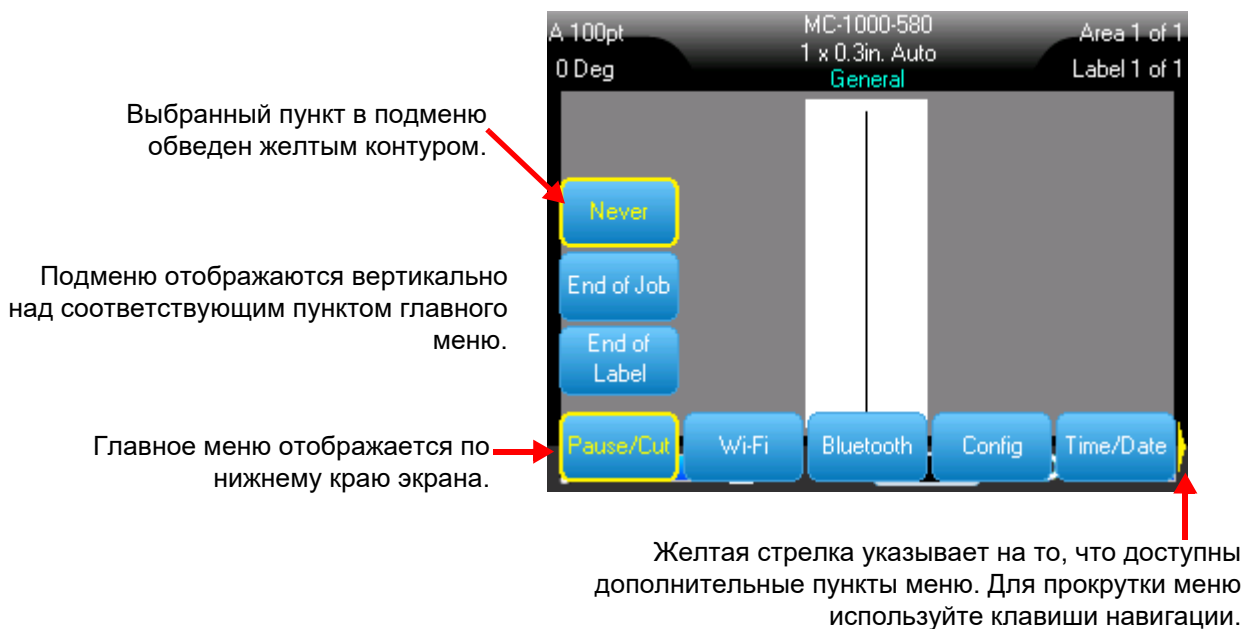 A 100pt
MC-1000-580
Area 1 of 1
1 x 0.3in. Auto
0 Deg
General
Label 1 of 1
Выбранный пункт в подменю
обведен желтым контуром.
Never
Подменю отображаются вертикально
над соответствующим пунктом главного
меню.
End of Job
End of
Label
Главное меню отображается по
нижнему краю экрана.
Pause/Cut
Wi-Fi
Bluetooth
Config
Time/Date
Желтая стрелка указывает на то, что доступны
дополнительные пункты меню. Для прокрутки меню
используйте клавиши навигации.